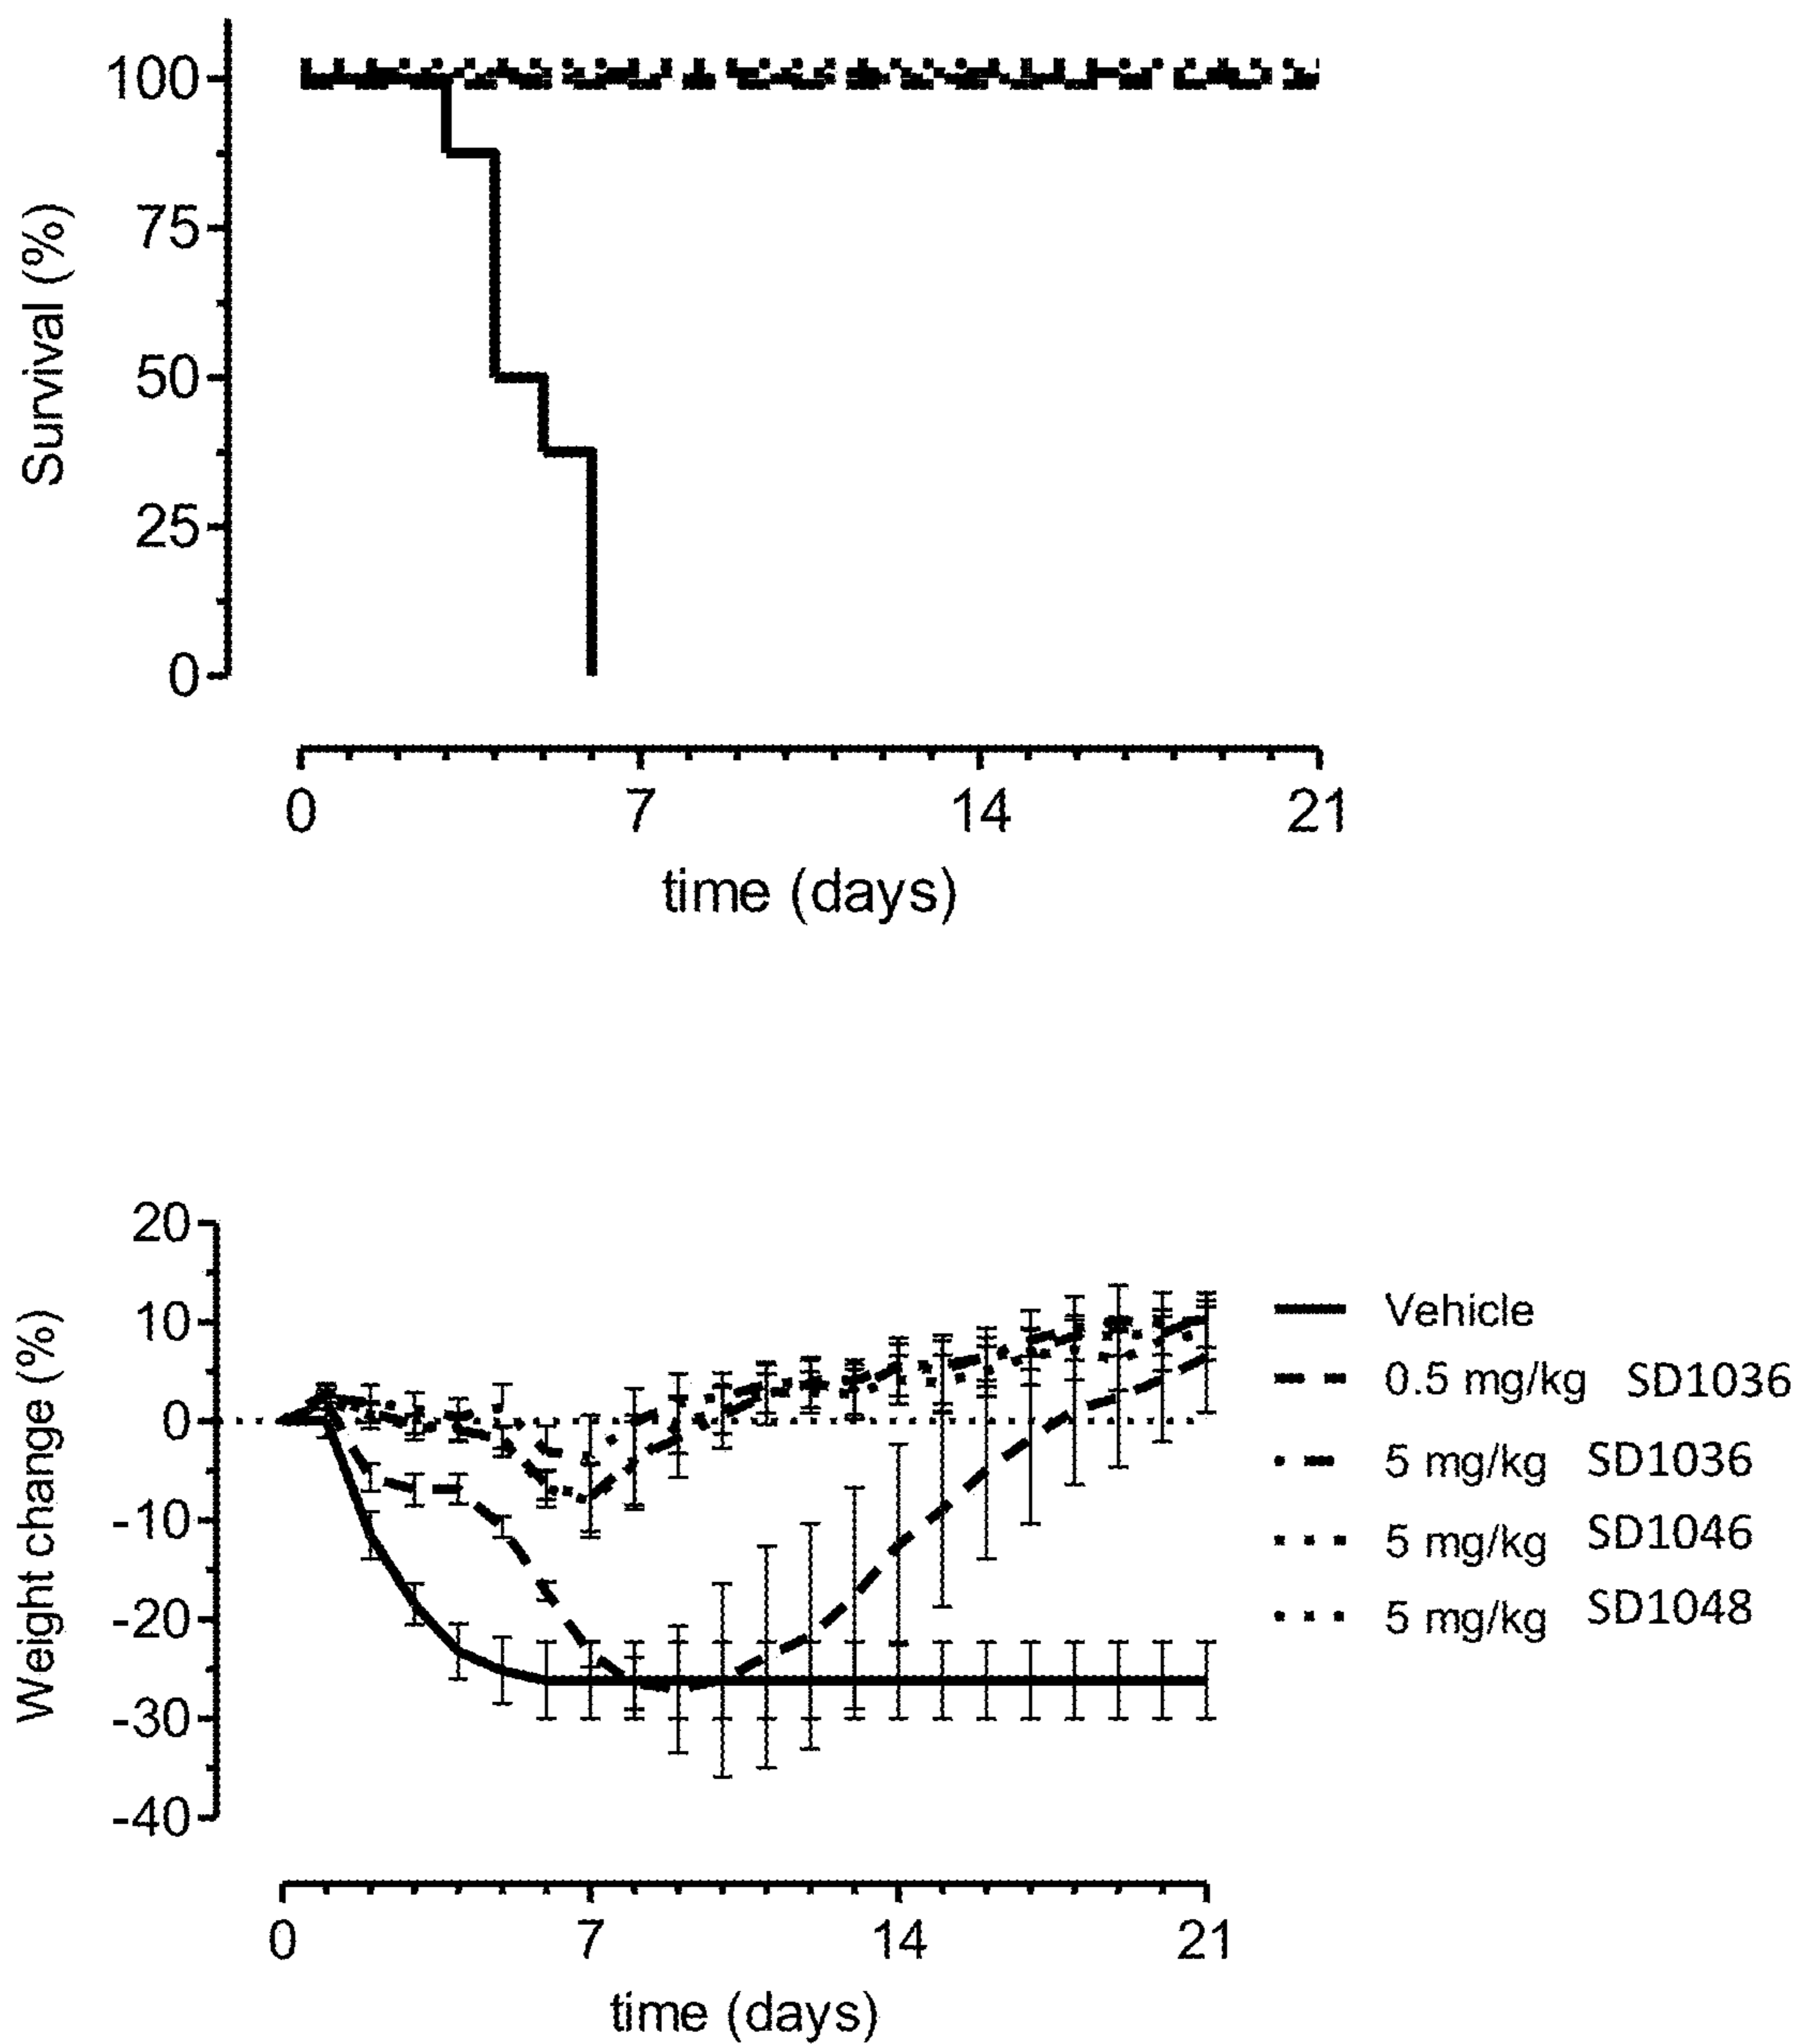 Survival (%)
100
75
50
25
0
0 7 14 21
time (days)
Weight change (%)
20
10
0
-10
-20
-30
-40
0 7 14 21
time (days)
Vehicle
0.5 mg/kg SD1036
5 mg/kg SD1036
5 mg/kg SD1046
5 mg/kg SD1048